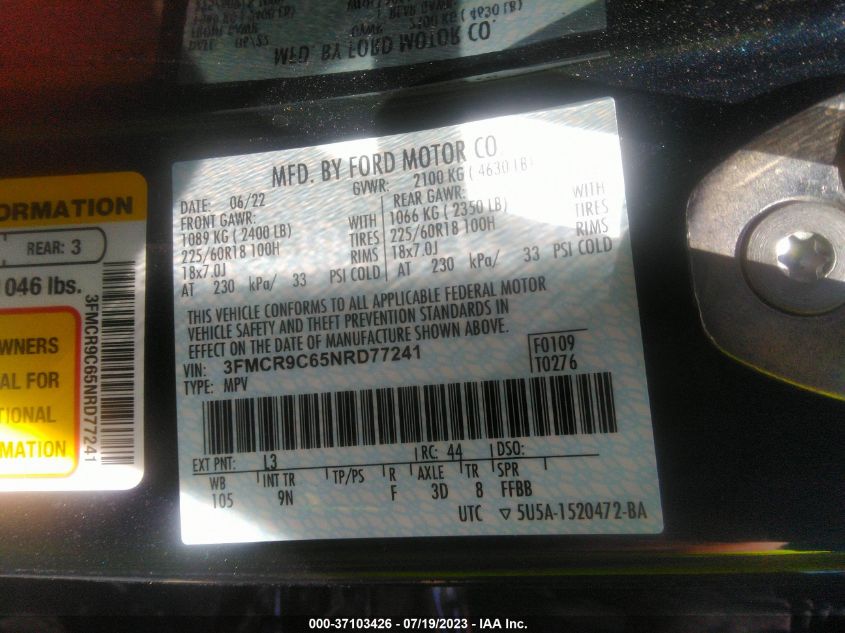 MFD. BY FORD MOTOR CO.
ORMATION
REAR: 3
046 lbs.
3FMCR9C65NRD77241
WNERS
AL FOR
TIONAL
MATION
MFD. BY FORD MOTOR CO
DATE: 06/22 GVWR: 2100 KG ( 4630 LB)
FRONT GAWR: REAR GAWR:
1089 KG ( 2400 LB) WITH 1066 KG ( 2350 LB) WITH
225/60R18 100H TIRES 225/60R18 100H TIRES
18x7.0J RIMS 18x7.0J RIMS
AT 230 kPa/ 33 PSI COLD AT 230 kPa/ 33 PSI COLD
THIS VEHICLE CONFORMS TO ALL APPLICABLE FEDERAL MOTOR
VEHICLE SAFETY AND THEFT PREVENTION STANDARDS IN
EFFECT ON THE DATE OF MANUFACTURE SHOWN ABOVE.
VIN: 3FMCR9C65NRD77241 F0109
TYPE: MPV T0276
EXT PNT: L3 RC: 44 DSO:
WB INT TR TP/PS R AXLE TR SPR
105 9N F 3D 8 FFBB
UTC ▽ 5U5A-1520472-BA
000-37103426 - 07/19/2023 - IAA Inc.